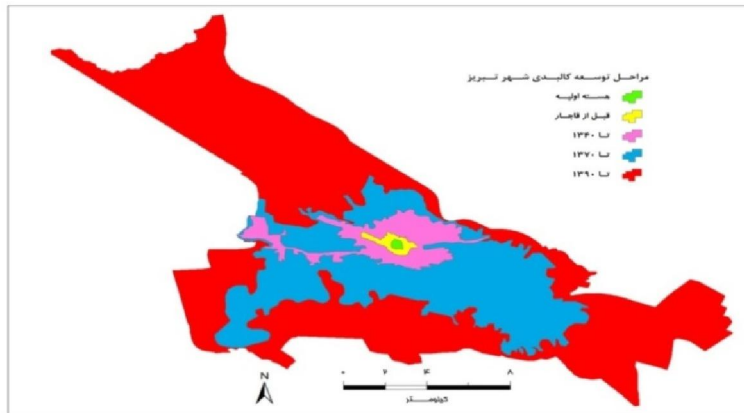 مراحل توسعه کالبدی شهر تبریز
هسته اولیه
قبل از قاجار
تا ۱۳۴۰
تا ۱۳۷۰
تا ۱۳۹۰
N
۰ ۲ ۴ ۸
کیلومتر